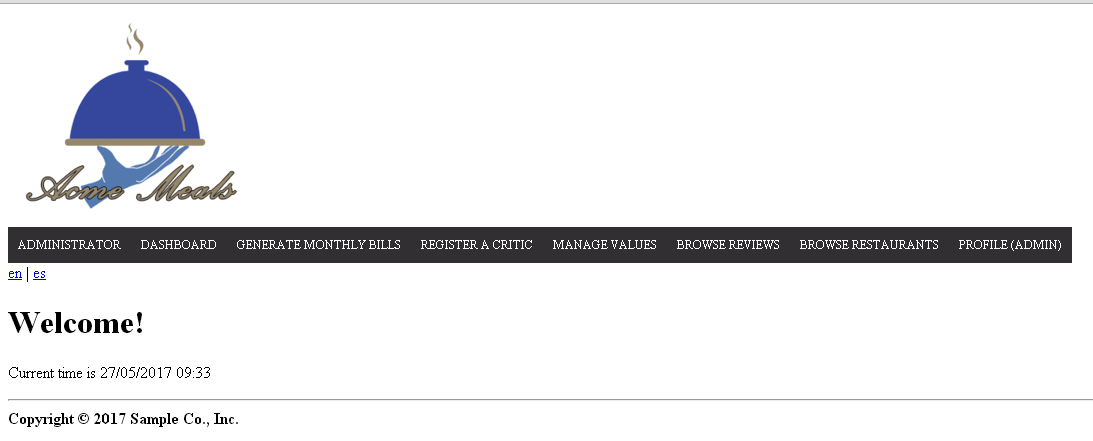 Acme Meals
ADMINISTRATOR DASHBOARD GENERATE MONTHLY BILLS REGISTER A CRITIC MANAGE VALUES BROWSE REVIEWS BROWSE RESTAURANTS PROFILE (ADMIN)
en | es
Welcome!
Current time is 27/05/2017 09:33
Copyright © 2017 Sample Co., Inc.